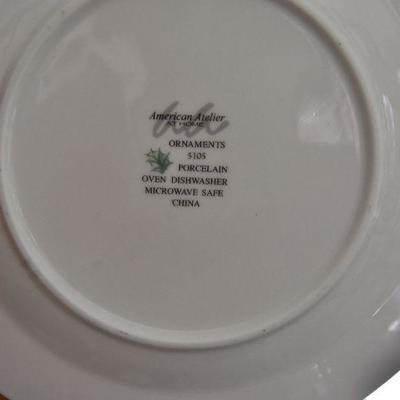 American Atelier
AT HOME
ORNAMENTS
5105
PORCELAIN
OVEN DISHWASHER
MICROWAVE SAFE
CHINA